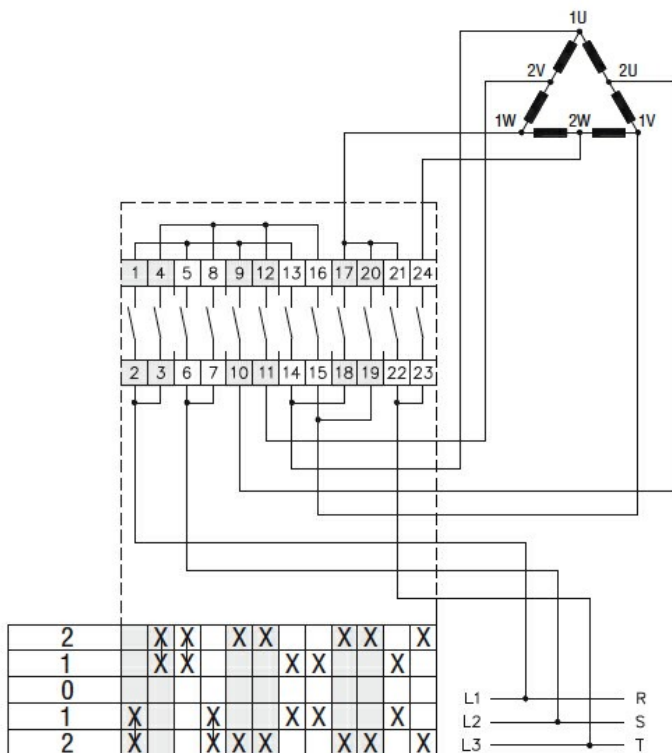 1U
2V 2U
1W 2W 1V
1 4 5 8 9 12 13 16 17 20 21 24
2 3 6 7 10 11 14 15 18 19 22 23
2 X X X X X X X
1 X X X X X
0
1 X X X X X
2 X X X X X X X
L1 R
L2 S
L3 T